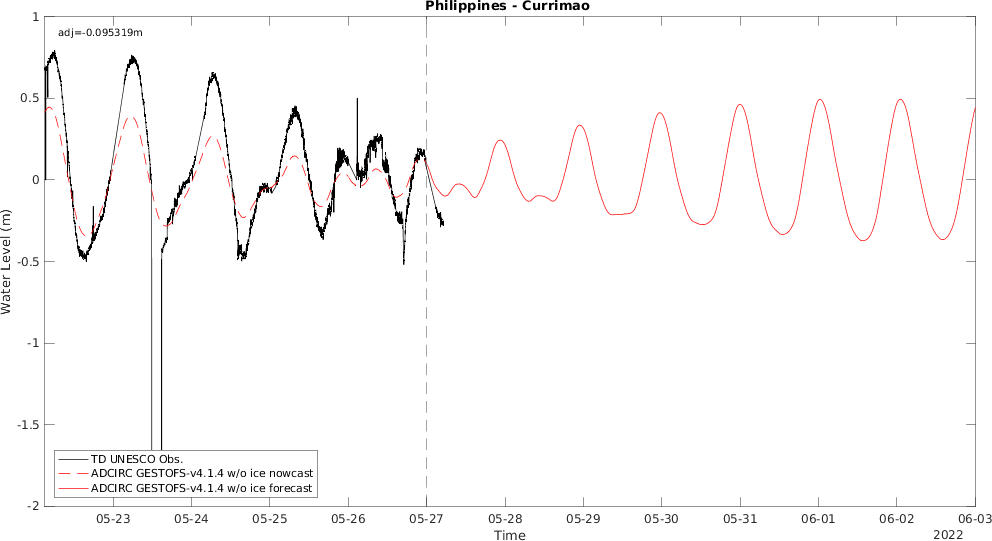 Philippines - Currimao
adj=-0.095319m
1
0.5
0
-0.5
-1
-1.5
-2
Water Level (m)
TD UNESCO Obs.
ADCIRC GESTOFS-v4.1.4 w/o ice nowcast
ADCIRC GESTOFS-v4.1.4 w/o ice forecast
05-23 05-24 05-25 05-26 05-27 05-28 05-29 05-30 05-31 06-01 06-02 06-03
Time
2022